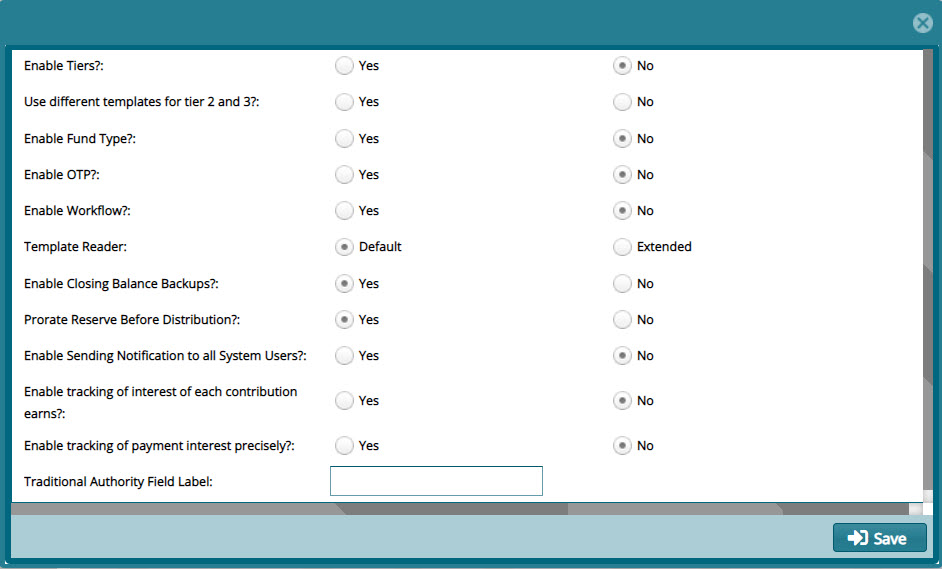 Enable Tiers?: Yes No
Use different templates for tier 2 and 3?: Yes No
Enable Fund Type?: Yes No
Enable OTP?: Yes No
Enable Workflow?: Yes No
Template Reader: Default Extended
Enable Closing Balance Backups?: Yes No
Prorate Reserve Before Distribution?: Yes No
Enable Sending Notification to all System Users?: Yes No
Enable tracking of interest of each contribution
earns?: Yes No
Enable tracking of payment interest precisely?: Yes No
Traditional Authority Field Label:
Save